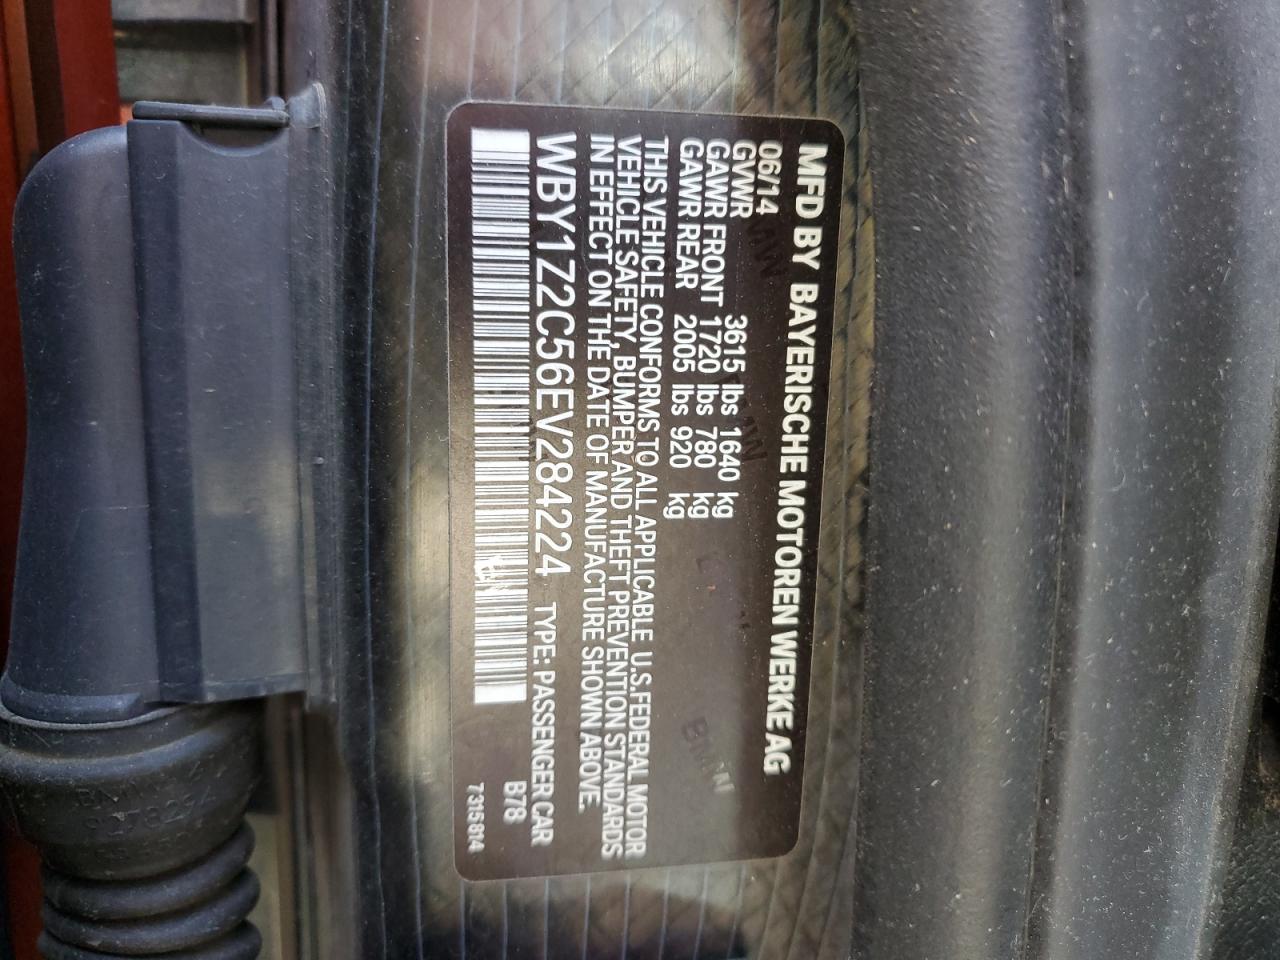 MFD BY BAYERISCHE MOTOREN WERKE AG
06/14
GVWR 3615 lbs 1640 kg
GAWR FRONT 1720 lbs 780 kg
GAWR REAR 2005 lbs 920 kg
THIS VEHICLE CONFORMS TO ALL APPLICABLE U.S.FEDERAL MOTOR
VEHICLE SAFETY, BUMPER AND THEFT PREVENTION STANDARDS
IN EFFECT ON THE DATE OF MANUFACTURE SHOWN ABOVE.
WBY1Z2C56EV284224 TYPE: PASSENGER CAR
B78
7315814
BMW